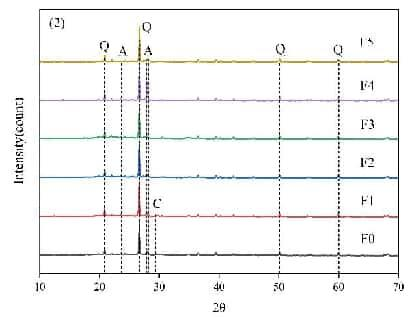 (2)
Q
Q A A Q Q
F5
F4
F3
F2
C F1
F0
Intensity(count)
10 20 30 40 50 60 70
2θ